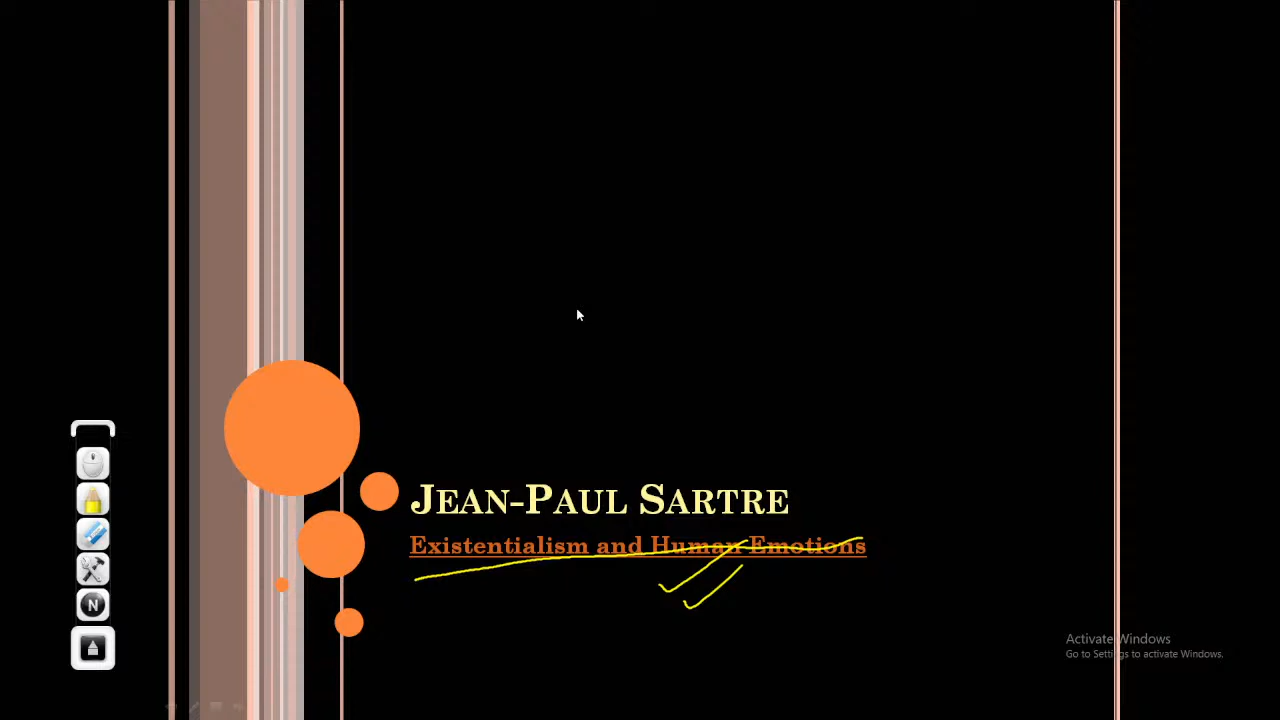 JEAN-PAUL SARTRE
Existentialism and Human Emotions
N
Activate Windows
Go to Settings to activate Windows.